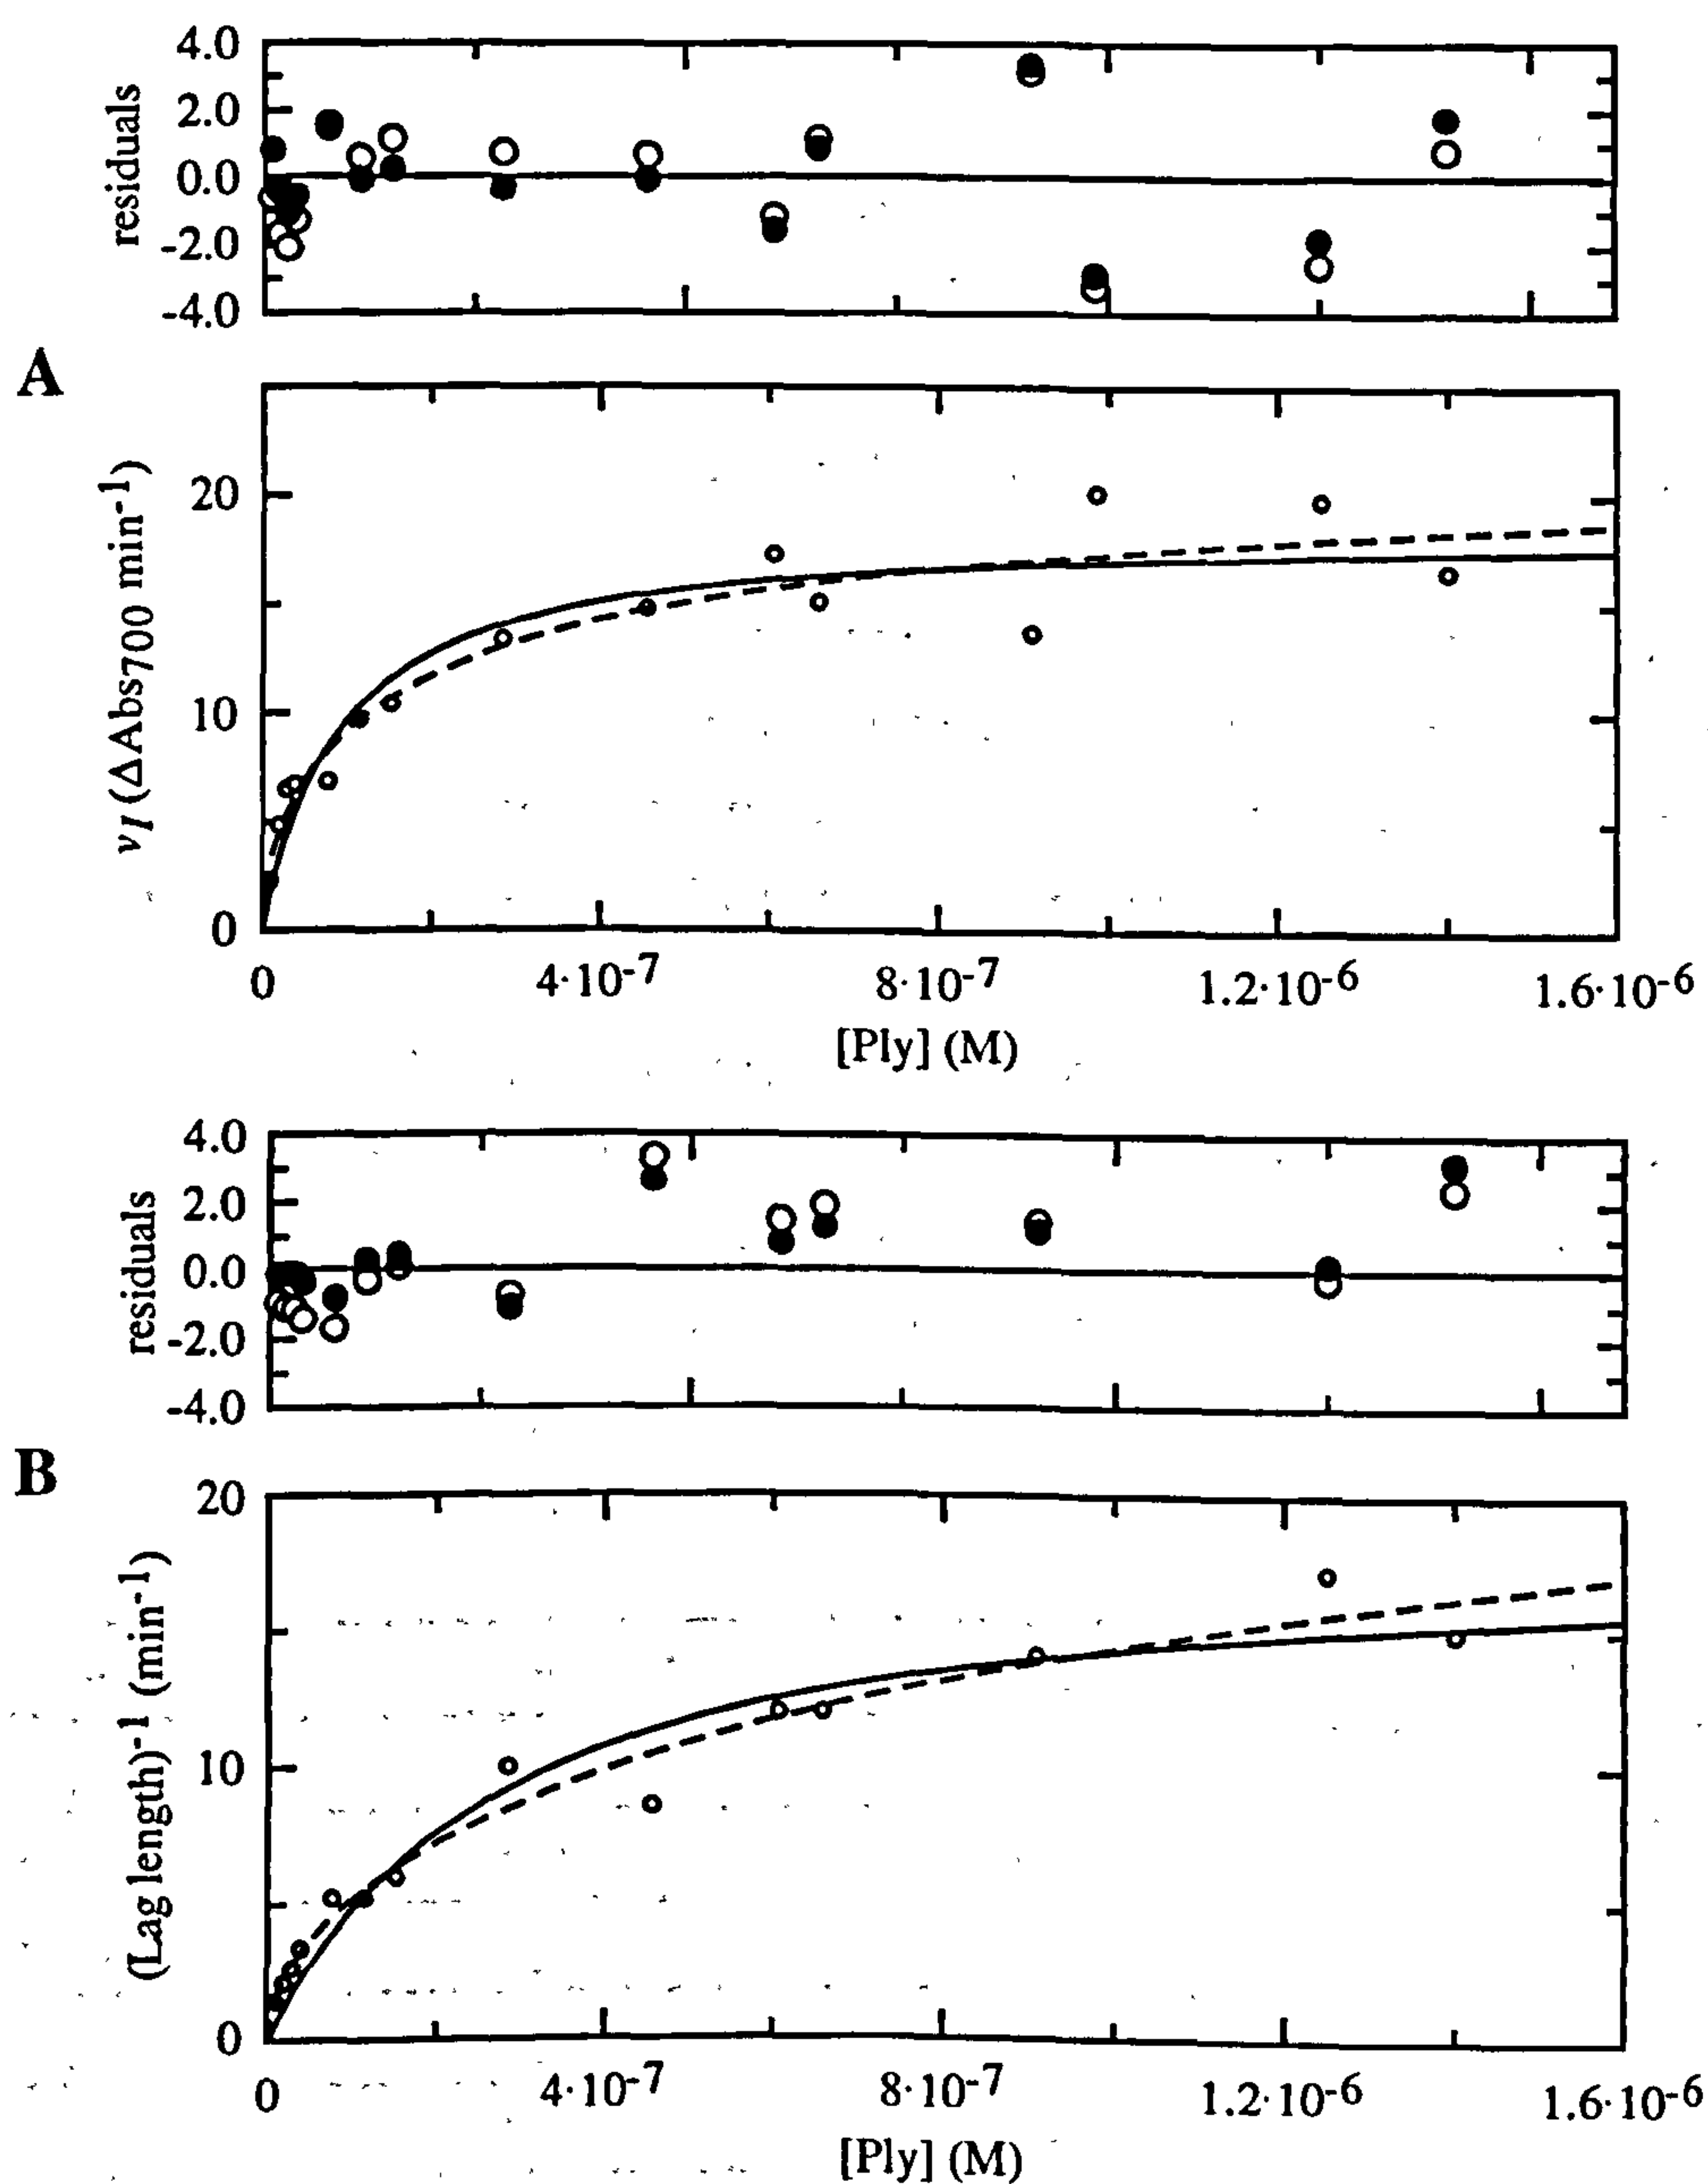 4.0
2.0
0.0
-2.0
-4.0
residuals
A
20
10
0
v_I (ΔAbs700 min⁻¹)
0 4·10⁻⁷ 8·10⁻⁷ 1.2·10⁻⁶ 1.6·10⁻⁶
[Ply] (M)
4.0
2.0
0.0
-2.0
-4.0
residuals
B
20
10
0
(Lag length)⁻¹ (min⁻¹)
0 4·10⁻⁷ 8·10⁻⁷ 1.2·10⁻⁶ 1.6·10⁻⁶
[Ply] (M)